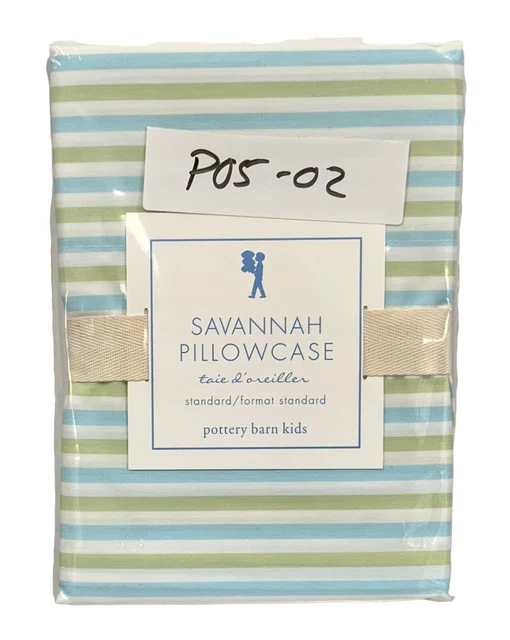 P05-02
SAVANNAH
PILLOWCASE
taie d'oreiller
standard/format standard
pottery barn kids